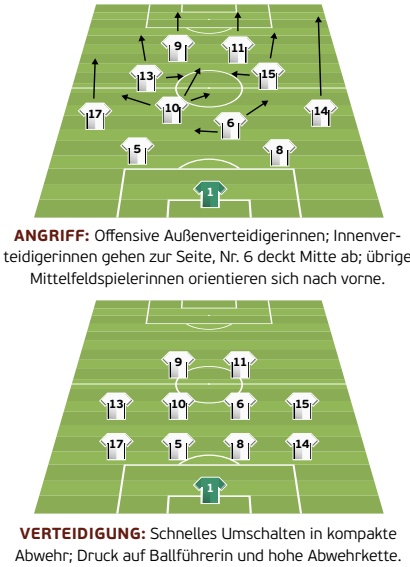 9 11
13 15
17 10 14
6
5 8
1
ANGRIFF: Offensive Außenverteidigerinnen; Innenver-
teidigerinnen gehen zur Seite, Nr. 6 deckt Mitte ab; übrige
Mittelfeldspielerinnen orientieren sich nach vorne.
9 11
13 10 6 15
17 5 8 14
1
VERTEIDIGUNG: Schnelles Umschalten in kompakte
Abwehr; Druck auf Ballführerin und hohe Abwehrkette.